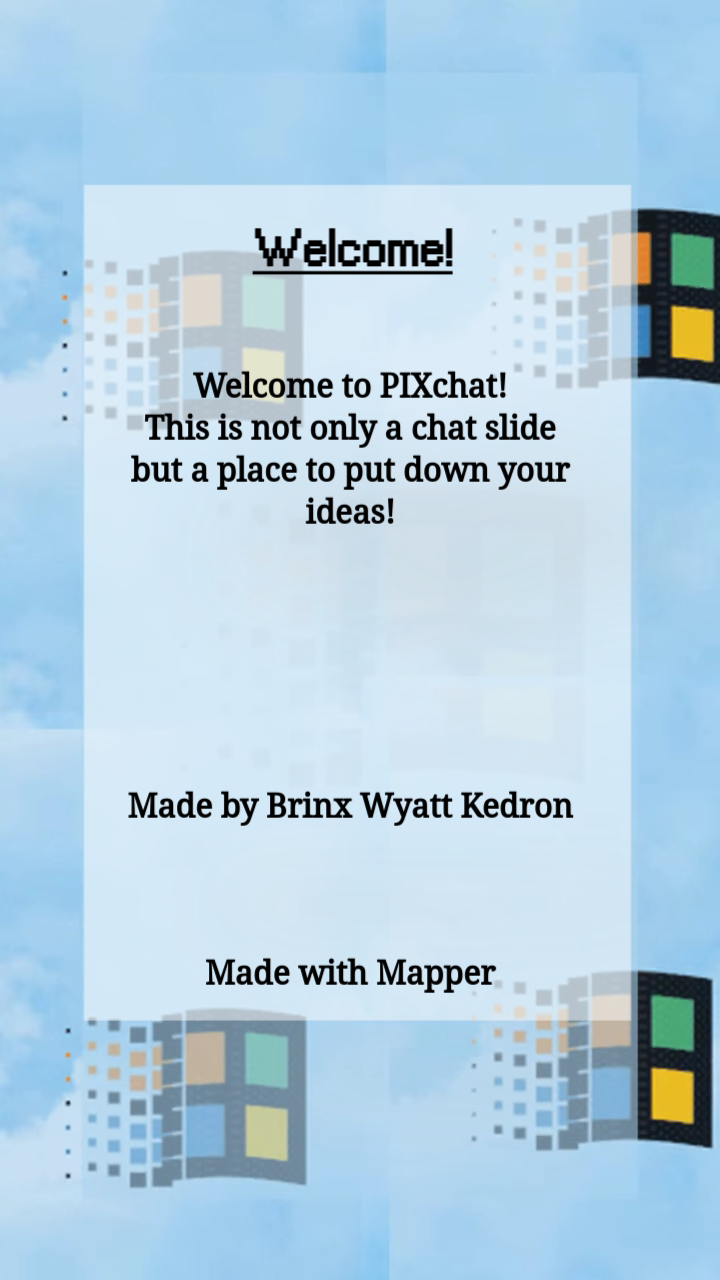 Welcome!
Welcome to PIXchat!
This is not only a chat slide
but a place to put down your
ideas!
Made by Brinx Wyatt Kedron
Made with Mapper